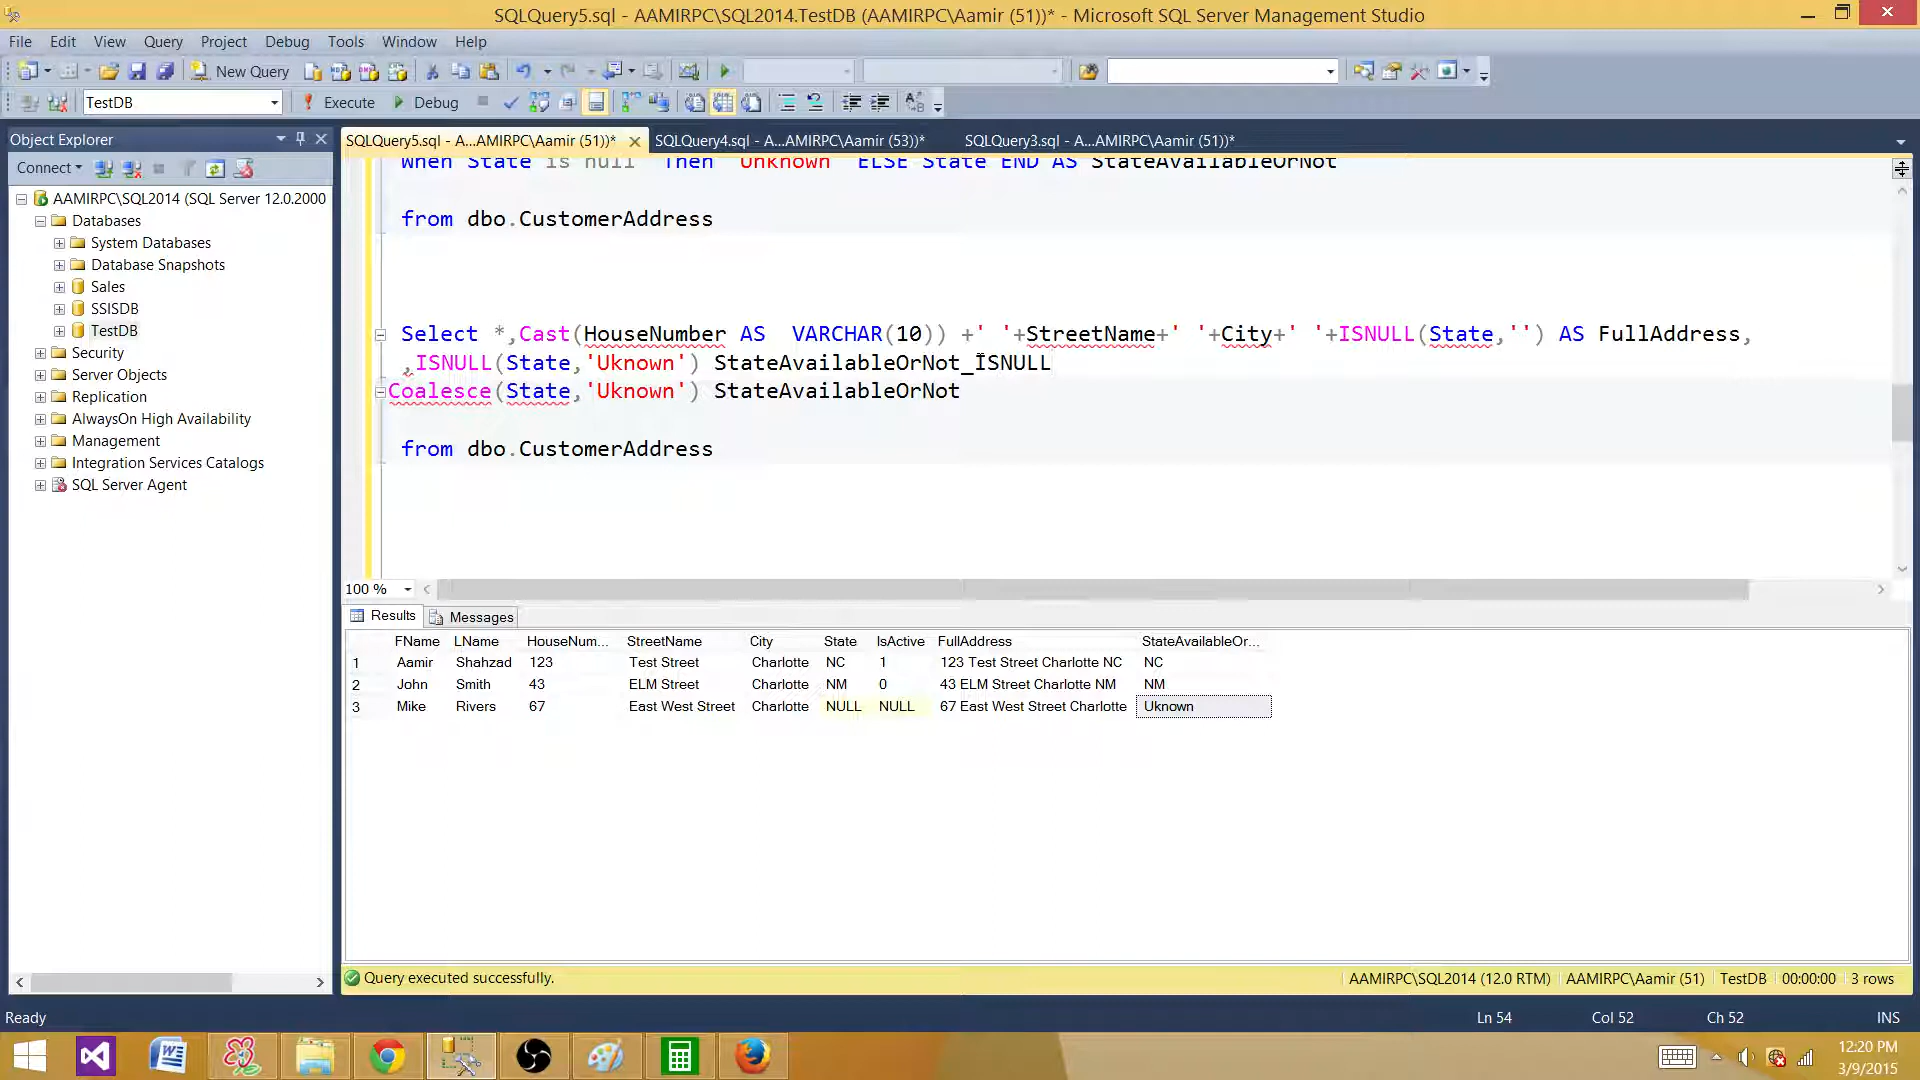 SQLQuery5.sql - AAMIRPC\SQL2014.TestDB (AAMIRPC\Aamir (51))* - Microsoft SQL Server Management Studio
File Edit View Query Project Debug Tools Window Help
New Query
TestDB Execute Debug
Object Explorer
SQLQuery5.sql - A...AMIRPC\Aamir (51))* SQLQuery4.sql - A...AMIRPC\Aamir (53))* SQLQuery3.sql - A...AMIRPC\Aamir (51))*
Connect
AAMIRPC\SQL2014 (SQL Server 12.0.2000
Databases
System Databases
Database Snapshots
Sales
SSISDB
TestDB
Security
Server Objects
Replication
AlwaysOn High Availability
Management
Integration Services Catalogs
SQL Server Agent
When State is null Then 'Unknown' ELSE State END AS StateAvailableOrNot
from dbo.CustomerAddress
Select *,Cast(HouseNumber AS VARCHAR(10)) +' '+StreetName+' '+City+' '+ISNULL(State,'') AS FullAddress,
,ISNULL(State,'Uknown') StateAvailableOrNot_ISNULL
Coalesce(State,'Uknown') StateAvailableOrNot
from dbo.CustomerAddress
100 %
Results Messages
FName LName HouseNum... StreetName City State IsActive FullAddress StateAvailableOr...
1 Aamir Shahzad 123 Test Street Charlotte NC 1 123 Test Street Charlotte NC NC
2 John Smith 43 ELM Street Charlotte NM 0 43 ELM Street Charlotte NM NM
3 Mike Rivers 67 East West Street Charlotte NULL NULL 67 East West Street Charlotte Uknown
Query executed successfully. AAMIRPC\SQL2014 (12.0 RTM) AAMIRPC\Aamir (51) TestDB 00:00:00 3 rows
Ready Ln 54 Col 52 Ch 52 INS
12:20 PM
3/9/2015